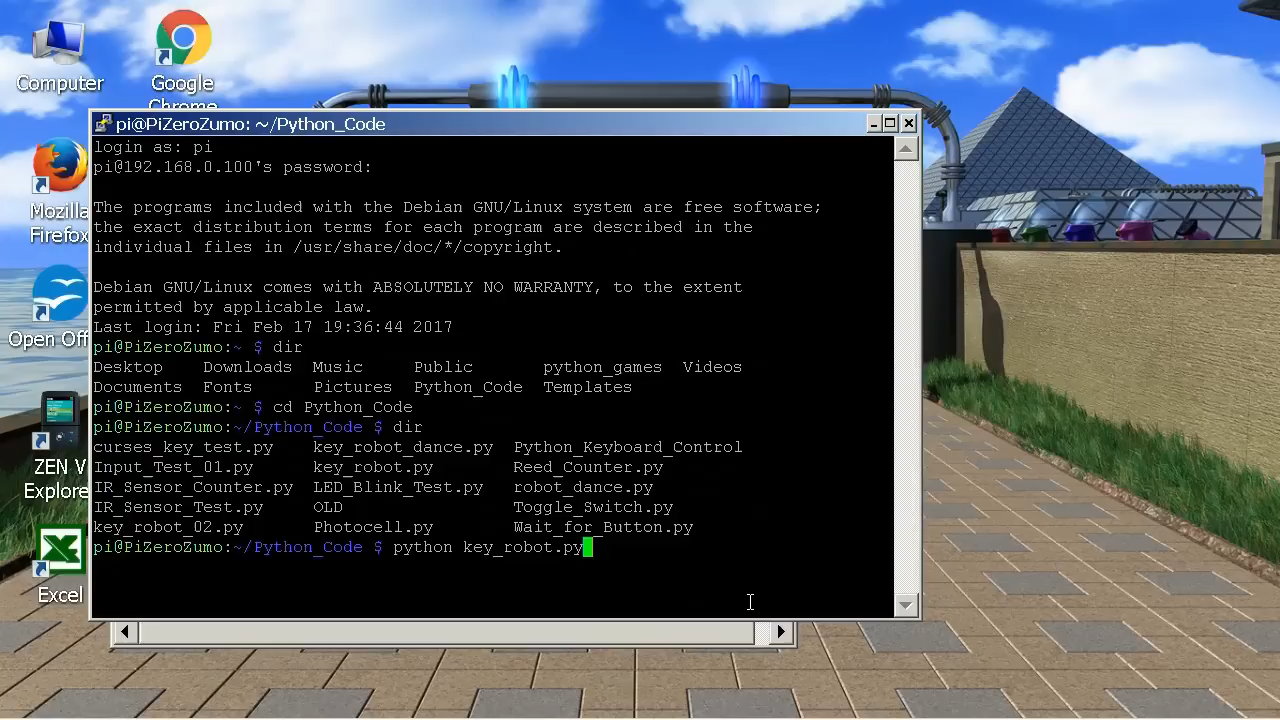 Computer
Google
Chrome
Mozilla
Firefox
Open Off
ZEN V
Explore
Excel
pi@PiZeroZumo: ~/Python_Code
login as: pi
pi@192.168.0.100's password:
The programs included with the Debian GNU/Linux system are free software;
the exact distribution terms for each program are described in the
individual files in /usr/share/doc/*/copyright.
Debian GNU/Linux comes with ABSOLUTELY NO WARRANTY, to the extent
permitted by applicable law.
Last login: Fri Feb 17 19:36:44 2017
pi@PiZeroZumo:~ $ dir
Desktop Downloads Music Public python_games Videos
Documents Fonts Pictures Python_Code Templates
pi@PiZeroZumo:~ $ cd Python_Code
pi@PiZeroZumo:~/Python_Code $ dir
curses_key_test.py key_robot_dance.py Python_Keyboard_Control
Input_Test_01.py key_robot.py Reed_Counter.py
IR_Sensor_Counter.py LED_Blink_Test.py robot_dance.py
IR_Sensor_Test.py OLD Toggle_Switch.py
key_robot_02.py Photocell.py Wait_for_Button.py
pi@PiZeroZumo:~/Python_Code $ python key_robot.py